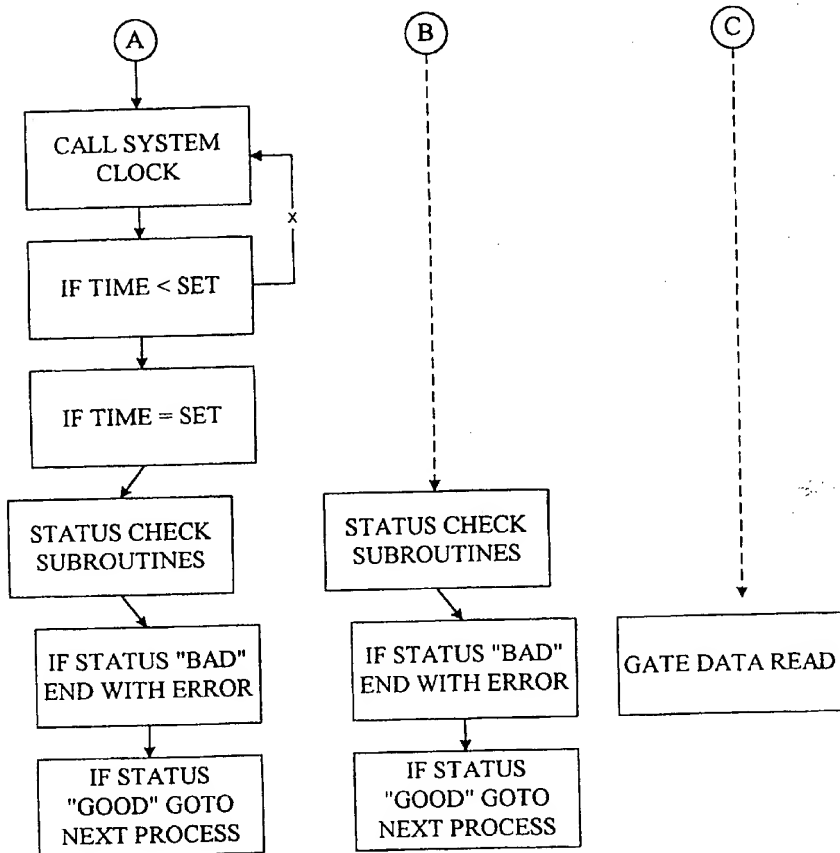 A
CALL SYSTEM
CLOCK
x
IF TIME < SET
IF TIME = SET
STATUS CHECK
SUBROUTINES
IF STATUS "BAD"
END WITH ERROR
IF STATUS
"GOOD" GOTO
NEXT PROCESS
B
STATUS CHECK
SUBROUTINES
IF STATUS "BAD"
END WITH ERROR
IF STATUS
"GOOD" GOTO
NEXT PROCESS
C
GATE DATA READ